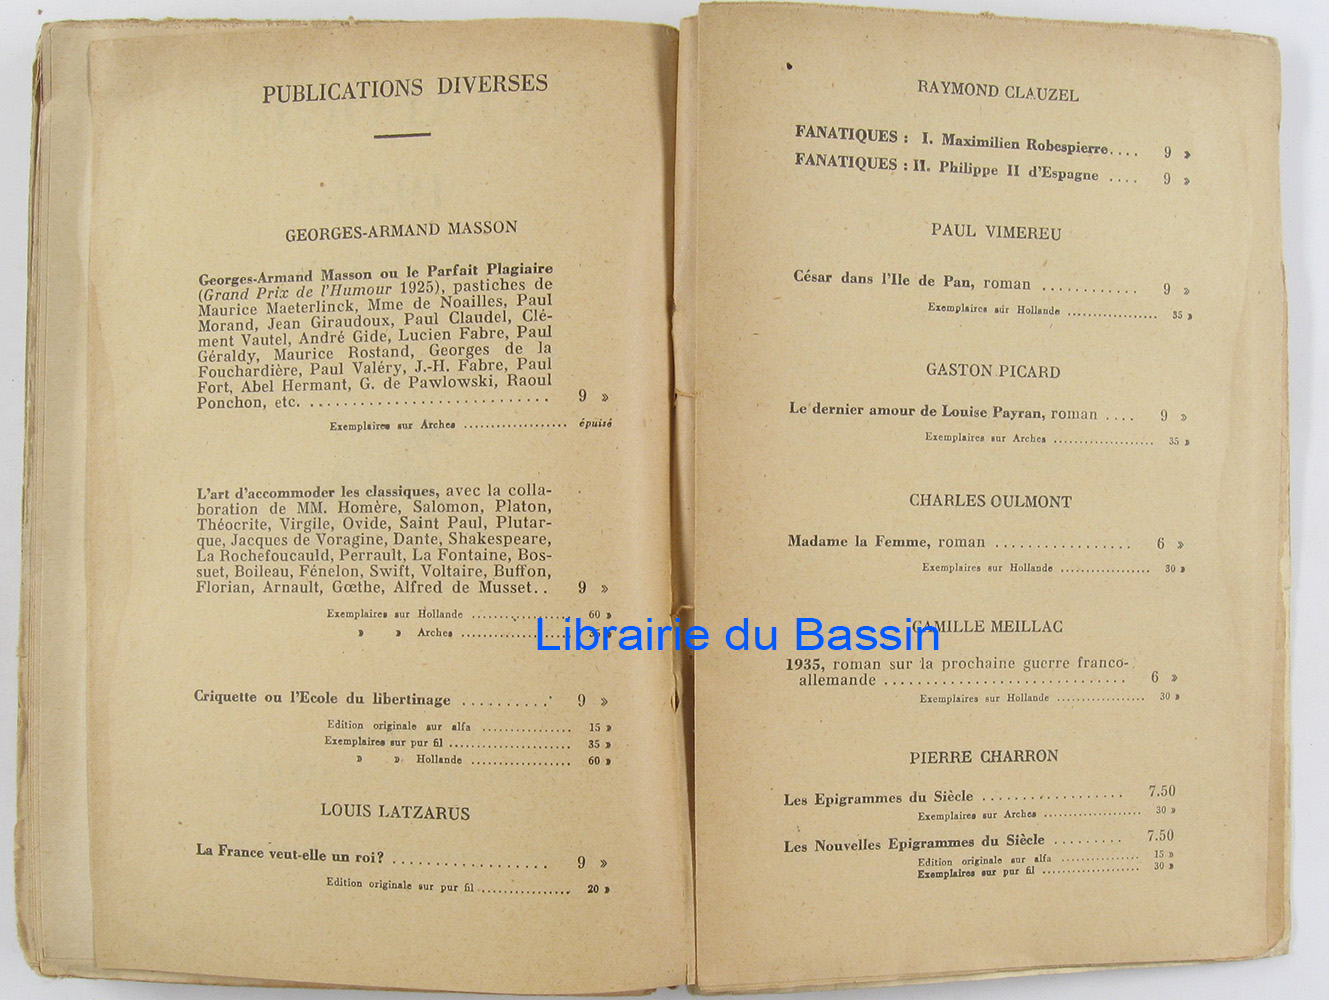 PUBLICATIONS DIVERSES
GEORGES-ARMAND MASSON
Georges-Armand Masson ou le Parfait Plagiaire
(Grand Prix de l'Humour 1925), pastiches de
Maurice Maeterlinck, Mme de Noailles, Paul
Morand, Jean Giraudoux, Paul Claudel, Clé-
ment Vautel, André Gide, Lucien Fabre, Paul
Géraldy, Maurice Rostand, Georges de la
Fouchardière, Paul Valéry, J.-H. Fabre, Paul
Fort, Abel Hermant, G. de Pawlowski, Raoul
Ponchon, etc. ............................ 9 »
Exemplaires sur Arches .................. épuisé
L'art d'accommoder les classiques, avec la colla-
boration de MM. Homère, Salomon, Platon,
Théocrite, Virgile, Ovide, Saint Paul, Plutar-
que, Jacques de Voragine, Dante, Shakespeare,
La Rochefoucauld, Perrault, La Fontaine, Bos-
suet, Boileau, Fénelon, Swift, Voltaire, Buffon,
Florian, Arnault, Gœthe, Alfred de Musset.. 9 »
Exemplaires sur Hollande .................. 60 »
» » Arches .................. 35 »
Criquette ou l'Ecole du libertinage .......... 9 »
Edition originale sur alfa ................ 15 »
Exemplaires sur pur fil .................... 35 »
» » Hollande ................. 60 »
LOUIS LATZARUS
La France veut-elle un roi? .................. 9 »
Edition originale sur pur fil ................ 20 »
RAYMOND CLAUZEL
FANATIQUES : I. Maximilien Robespierre.... 9 »
FANATIQUES : II. Philippe II d'Espagne .... 9 »
PAUL VIMEREU
César dans l'Ile de Pan, roman ............ 9 »
Exemplaires sur Hollande .................. 35 »
GASTON PICARD
Le dernier amour de Louise Payran, roman .... 9 »
Exemplaires sur Arches .................... 35 »
CHARLES OULMONT
Madame la Femme, roman ................ 6 »
Exemplaires sur Hollande .................. 30 »
Librairie du Bassin
CAMILLE MEILLAC
1935, roman sur la prochaine guerre franco-
allemande ............................. 6 »
Exemplaires sur Hollande .................. 30 »
PIERRE CHARRON
Les Epigrammes du Siècle .................. 7.50
Exemplaires sur Arches .................... 30 »
Les Nouvelles Epigrammes du Siècle ......... 7.50
Edition originale sur alfa ................ 15 »
Exemplaires sur pur fil .................... 30 »